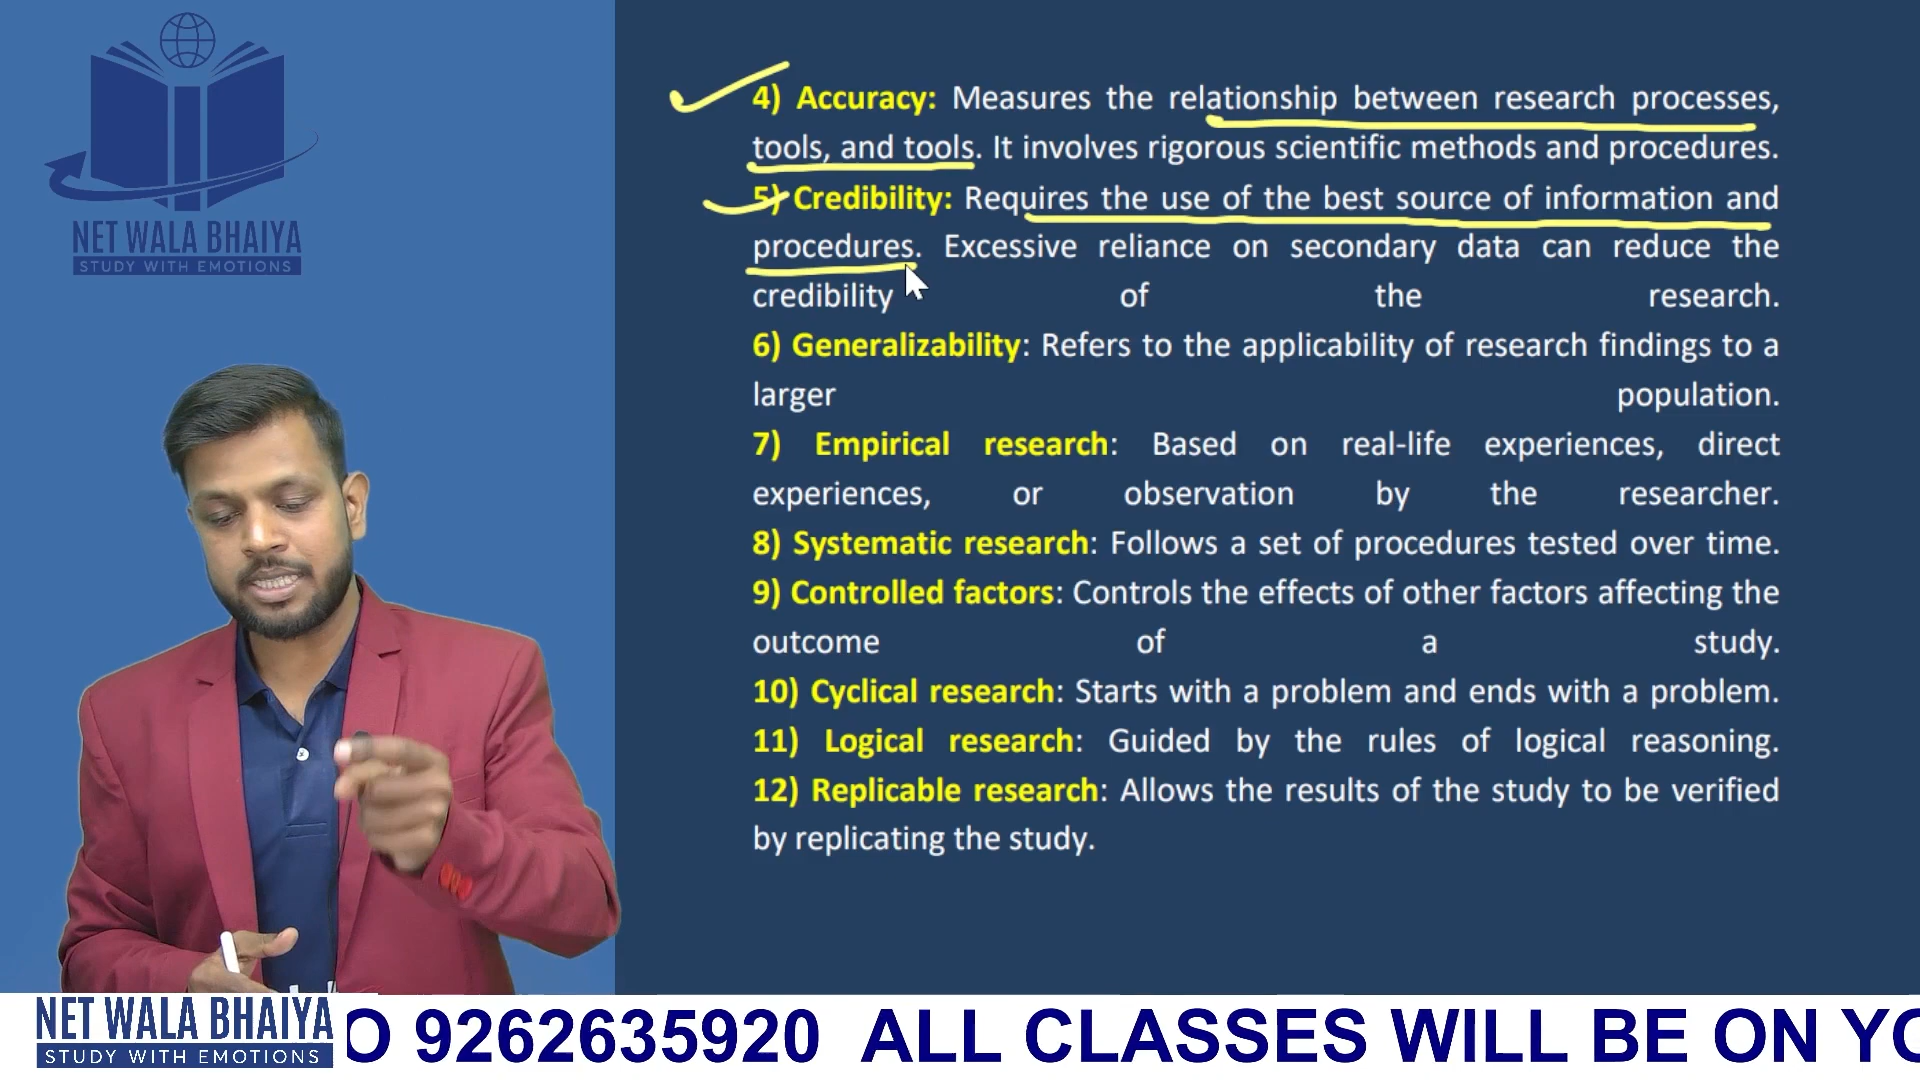 NET WALA BHAIYA
STUDY WITH EMOTIONS
4) Accuracy: Measures the relationship between research processes,
tools, and tools. It involves rigorous scientific methods and procedures.
5) Credibility: Requires the use of the best source of information and
procedures. Excessive reliance on secondary data can reduce the
credibility of the research.
6) Generalizability: Refers to the applicability of research findings to a
larger population.
7) Empirical research: Based on real-life experiences, direct
experiences, or observation by the researcher.
8) Systematic research: Follows a set of procedures tested over time.
9) Controlled factors: Controls the effects of other factors affecting the
outcome of a study.
10) Cyclical research: Starts with a problem and ends with a problem.
11) Logical research: Guided by the rules of logical reasoning.
12) Replicable research: Allows the results of the study to be verified
by replicating the study.
NET WALA BHAIYA
STUDY WITH EMOTIONS
O 9262635920 ALL CLASSES WILL BE ON YO